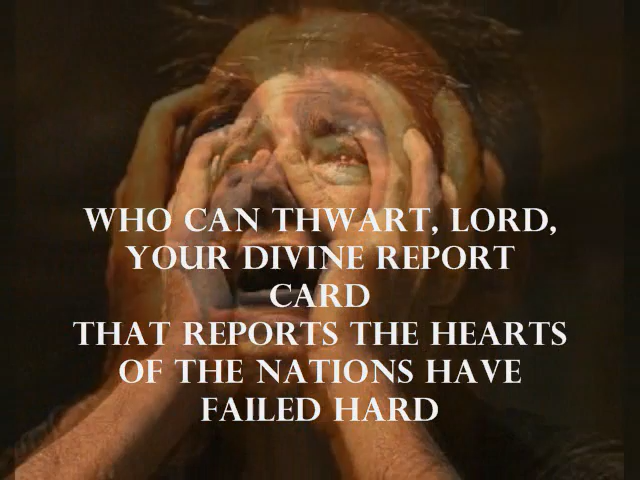 WHO CAN THWART, LORD,
YOUR DIVINE REPORT
CARD
THAT REPORTS THE HEARTS
OF THE NATIONS HAVE
FAILED HARD